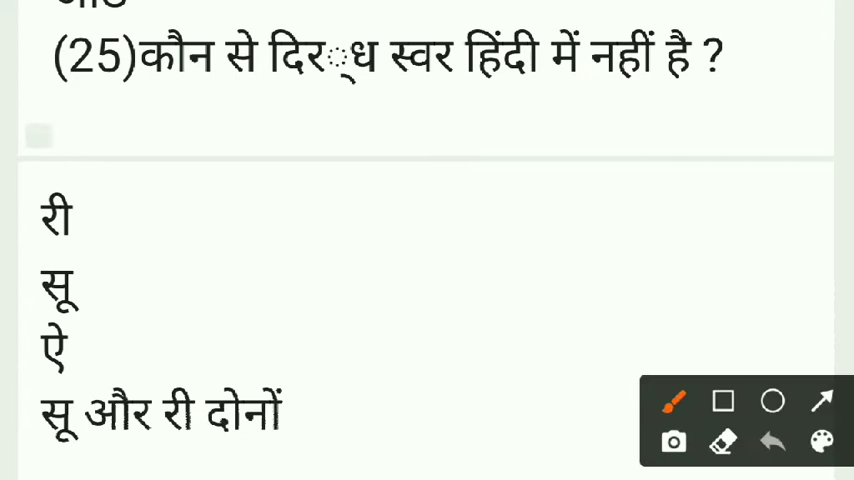 (25)कौन से दिर्ध स्वर हिंदी में नहीं है ?
री
सू
ऐ
सू और री दोनों